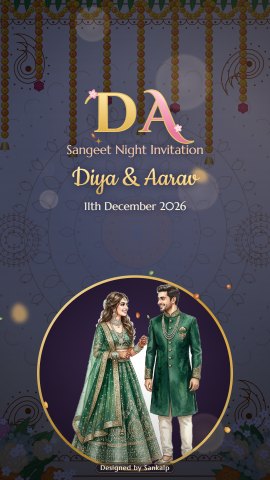 DA
Sangeet Night Invitation
Diya & Aarav
11th December 2026
Designed by Sankalp